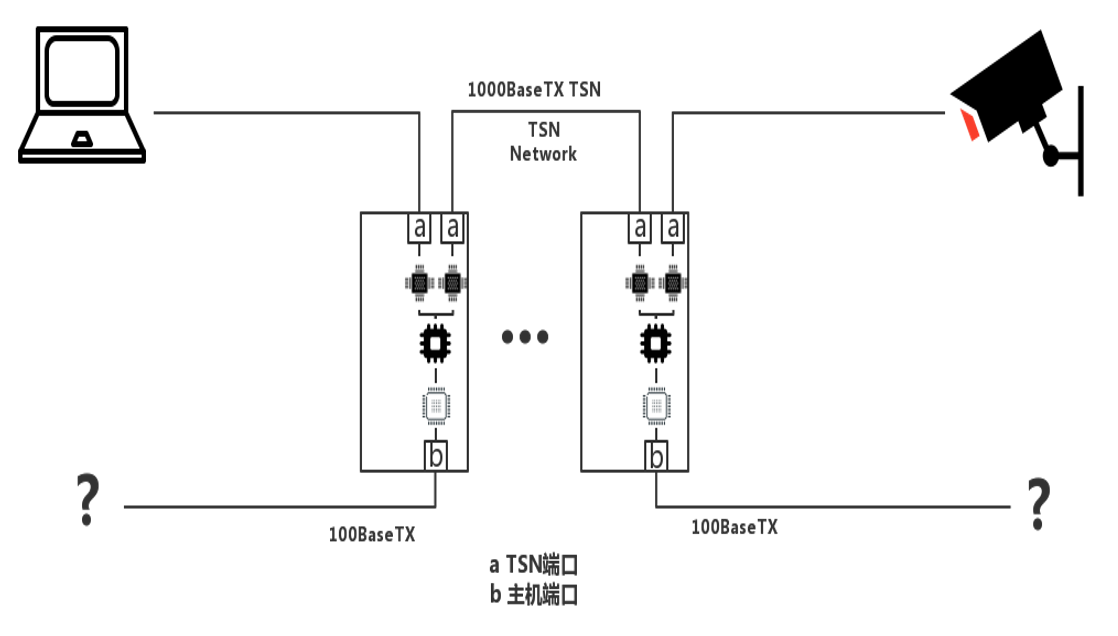 1000BaseTX TSN
TSN
Network
a a a a
b b
? ?
100BaseTX 100BaseTX
a TSN端口
b 主机端口